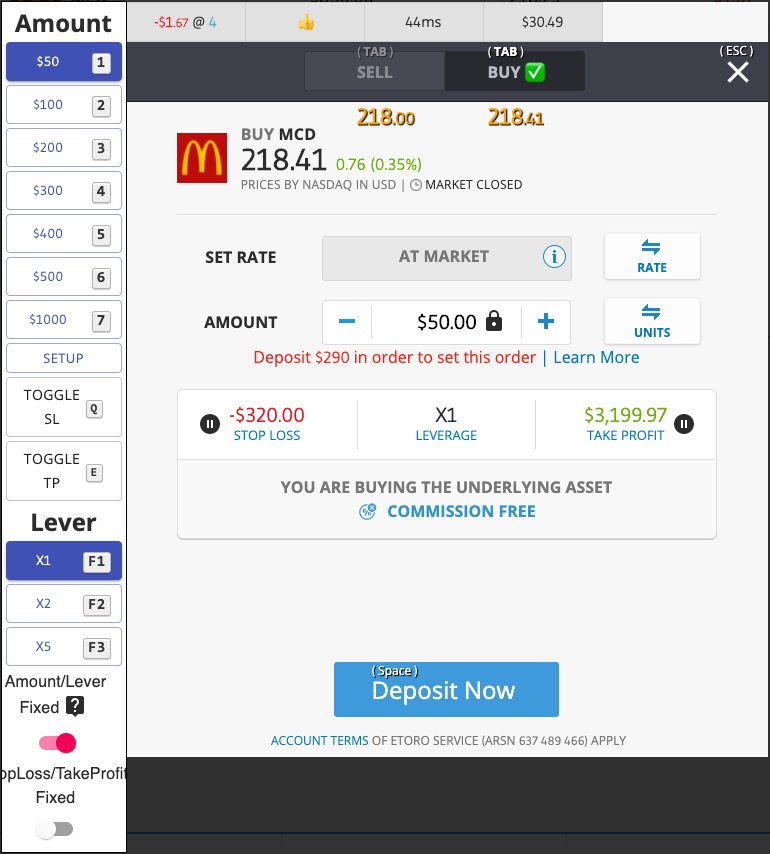 Amount
$50 1
$100 2
$200 3
$300 4
$400 5
$500 6
$1000 7
SETUP
TOGGLE
SL Q
TOGGLE
TP E
Lever
X1 F1
X2 F2
X5 F3
Amount/Lever
Fixed ?
opLoss/TakeProfit
Fixed
-$1.67 @ 4 👍 44ms $30.49
(TAB) (TAB) (ESC)
SELL BUY ✅
218.00 218.41
BUY MCD
218.41 0.76 (0.35%)
PRICES BY NASDAQ IN USD | MARKET CLOSED
SET RATE AT MARKET i RATE
AMOUNT − $50.00 + UNITS
Deposit $290 in order to set this order | Learn More
-$320.00 X1 $3,199.97
STOP LOSS LEVERAGE TAKE PROFIT
YOU ARE BUYING THE UNDERLYING ASSET
COMMISSION FREE
(Space)
Deposit Now
ACCOUNT TERMS OF ETORO SERVICE (ARSN 637 489 466) APPLY